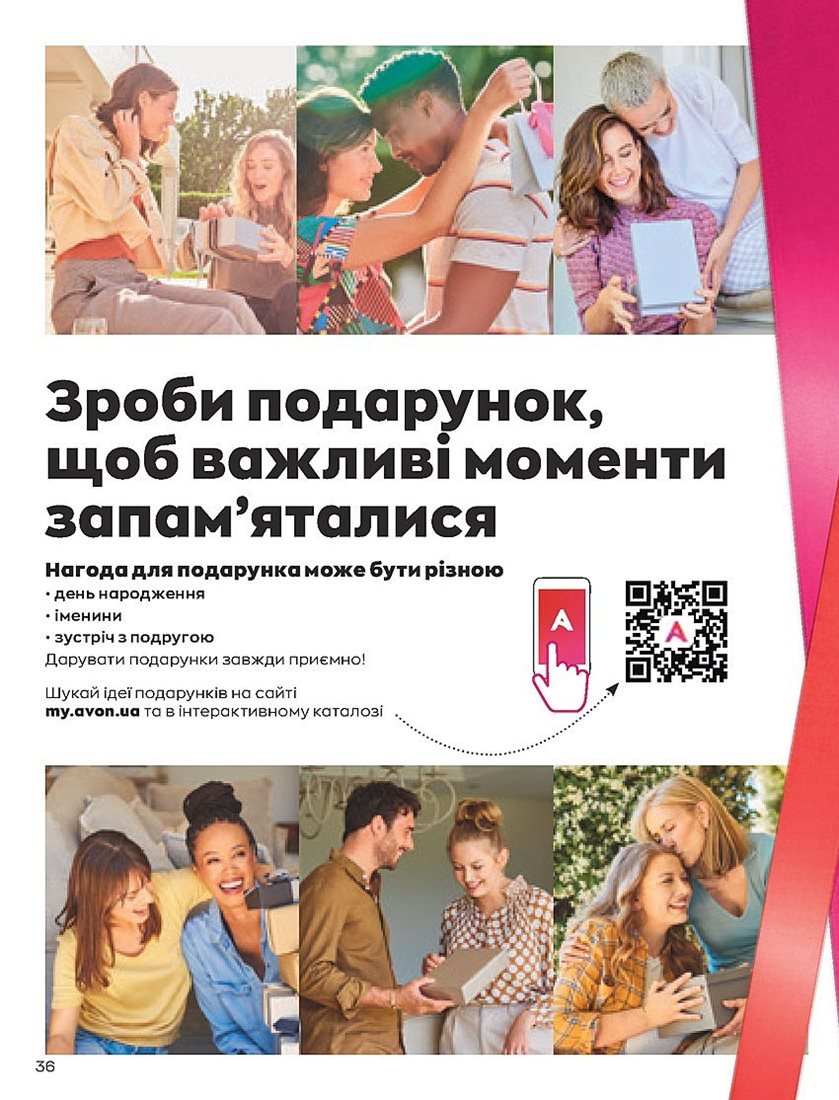 Зроби подарунок,
щоб важливі моменти
запам’яталися
Нагода для подарунка може бути різною
• день народження
• іменини
• зустріч з подругою
Дарувати подарунки завжди приємно!
Шукай ідеї подарунків на сайті
my.avon.ua та в інтерактивному каталозі
A
A
36